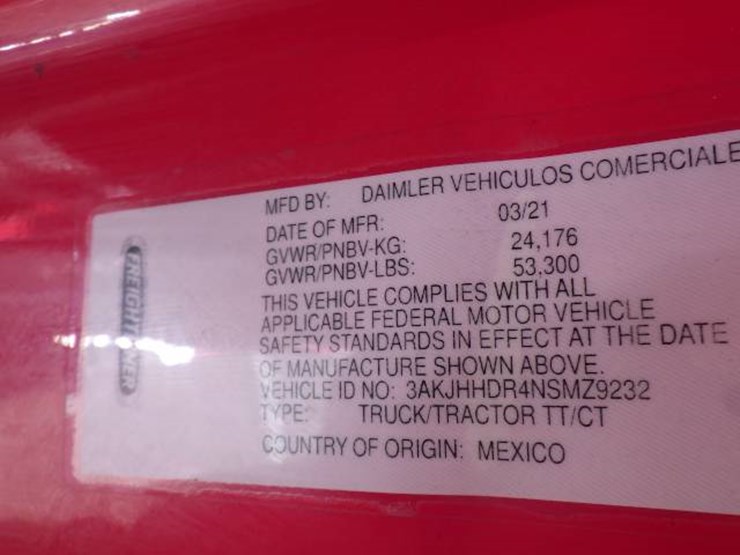 FREIGHTLINER
MFD BY: DAIMLER VEHICULOS COMERCIALE
DATE OF MFR: 03/21
GVWR/PNBV-KG: 24,176
GVWR/PNBV-LBS: 53,300
THIS VEHICLE COMPLIES WITH ALL
APPLICABLE FEDERAL MOTOR VEHICLE
SAFETY STANDARDS IN EFFECT AT THE DATE
OF MANUFACTURE SHOWN ABOVE.
VEHICLE ID NO: 3AKJHHDR4NSMZ9232
TYPE: TRUCK/TRACTOR TT/CT
COUNTRY OF ORIGIN: MEXICO